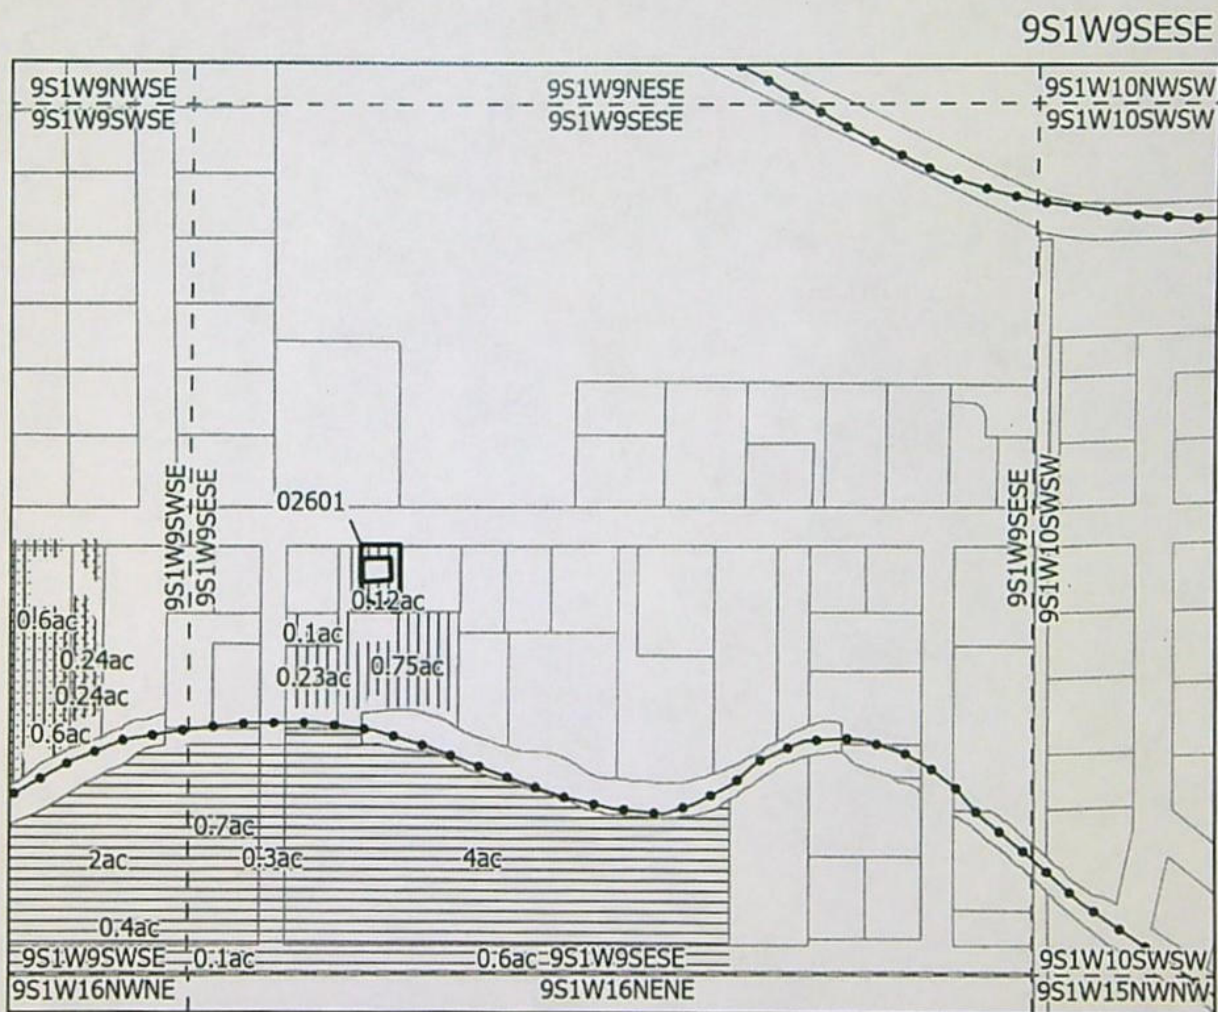 9S1W9SESE
9S1W9NWSE
9S1W9NESE
9S1W10NWSW
9S1W9SWSE
9S1W9SESE
9S1W10SWSW
9S1W9SWSE
9S1W9SESE
02601
9S1W9SESE
9S1W10SWSW
0.12ac
0.6ac
0.1ac
0.24ac
0.75ac
0.23ac
0.24ac
0.6ac
0.7ac
2ac
0.3ac
4ac
0.4ac
9S1W9SWSE
0.1ac
0.6ac
9S1W9SESE
9S1W10SWSW
9S1W16NWNE
9S1W16NENE
9S1W15NWNW